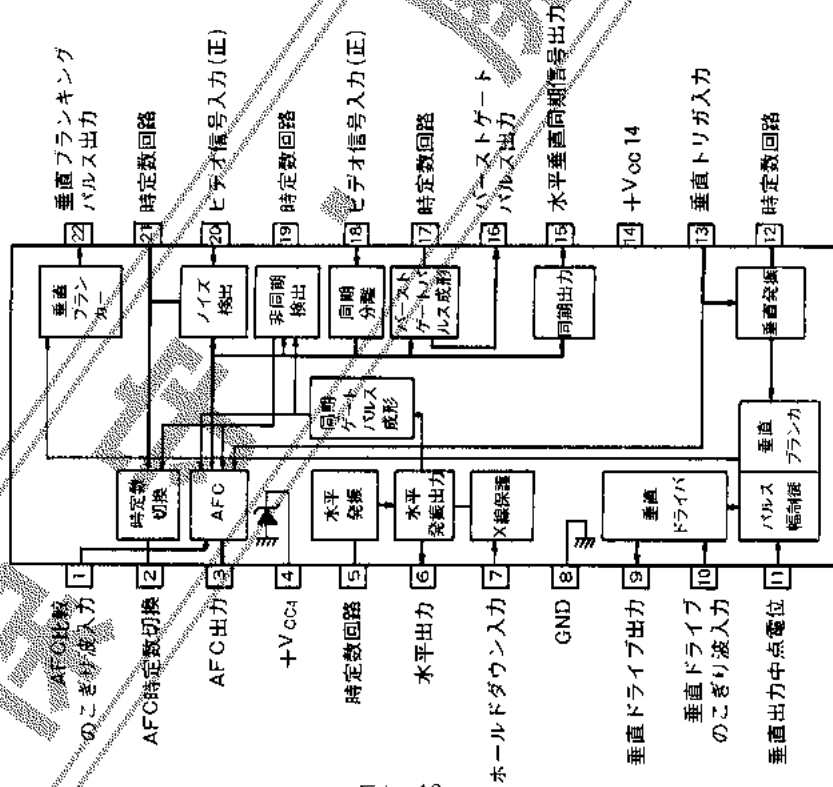 AFC比較
のこぎり波入力
1
AFC時定数切換
2
AFC出力
3
+Vcc4
4
時定数回路
5
水平出力
6
ホールドダウン入力
7
GND
8
垂直ドライブ出力
9
垂直ドライブ
のこぎり波入力
10
垂直出力中点電位
11
垂直ブランキング
パルス出力
22
時定数回路
21
ビデオ信号入力(正)
20
時定数回路
19
ビデオ信号入力(正)
18
時定数回路
17
バーストゲート
パルス出力
16
水平垂直同期信号出力
15
+Vcc14
14
垂直トリガ入力
13
時定数回路
12
垂直
ブラン
カー
ノイズ
検出
非同期
検出
同期
分離
バースト
ゲートパ
ルス成形
同期出力
垂直発振
時定数
切換
AFC
同期
ゲート
パルス
成形
水平
発振
水平
発振出力
X線保護
垂直
ドライバ
垂直
ブランカ
パルス
幅制御